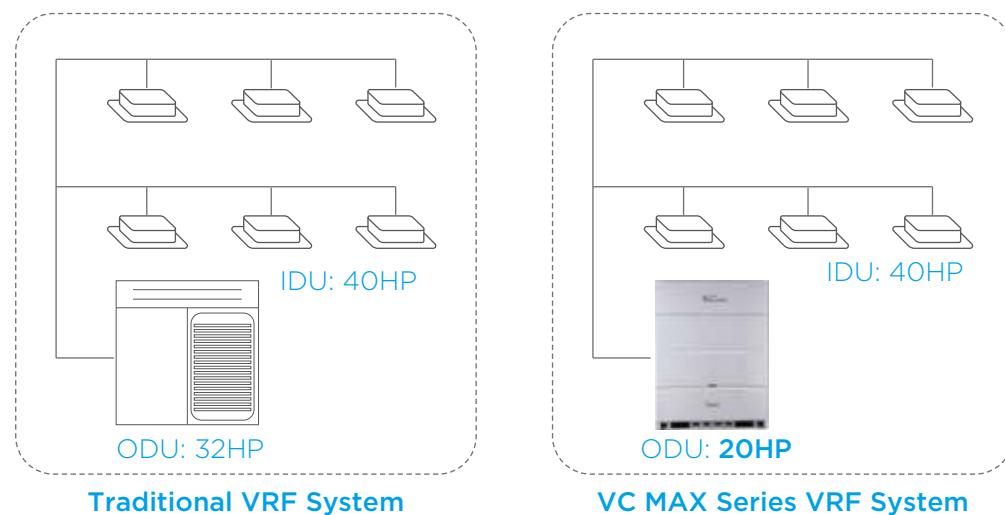 IDU: 40HP
ODU: 32HP
Traditional VRF System
IDU: 40HP
ODU: 20HP
VC MAX Series VRF System